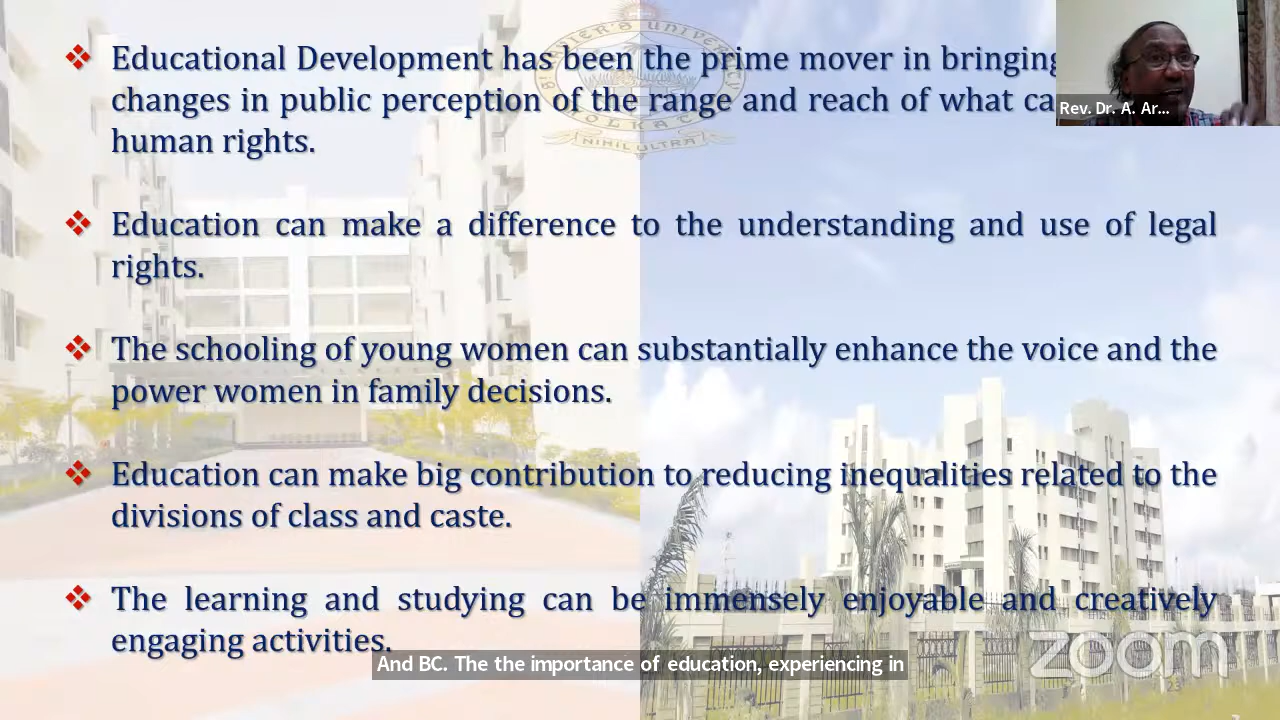 Educational Development has been the prime mover in bringing
changes in public perception of the range and reach of what ca
human rights.
Education can make a difference to the understanding and use of legal
rights.
The schooling of young women can substantially enhance the voice and the
power women in family decisions.
Education can make big contribution to reducing inequalities related to the
divisions of class and caste.
The learning and studying can be immensely enjoyable and creatively
engaging activities.
Rev. Dr. A. Ar...
And BC. The the importance of education, experiencing in
zoom
23
NIHIL ULTRA